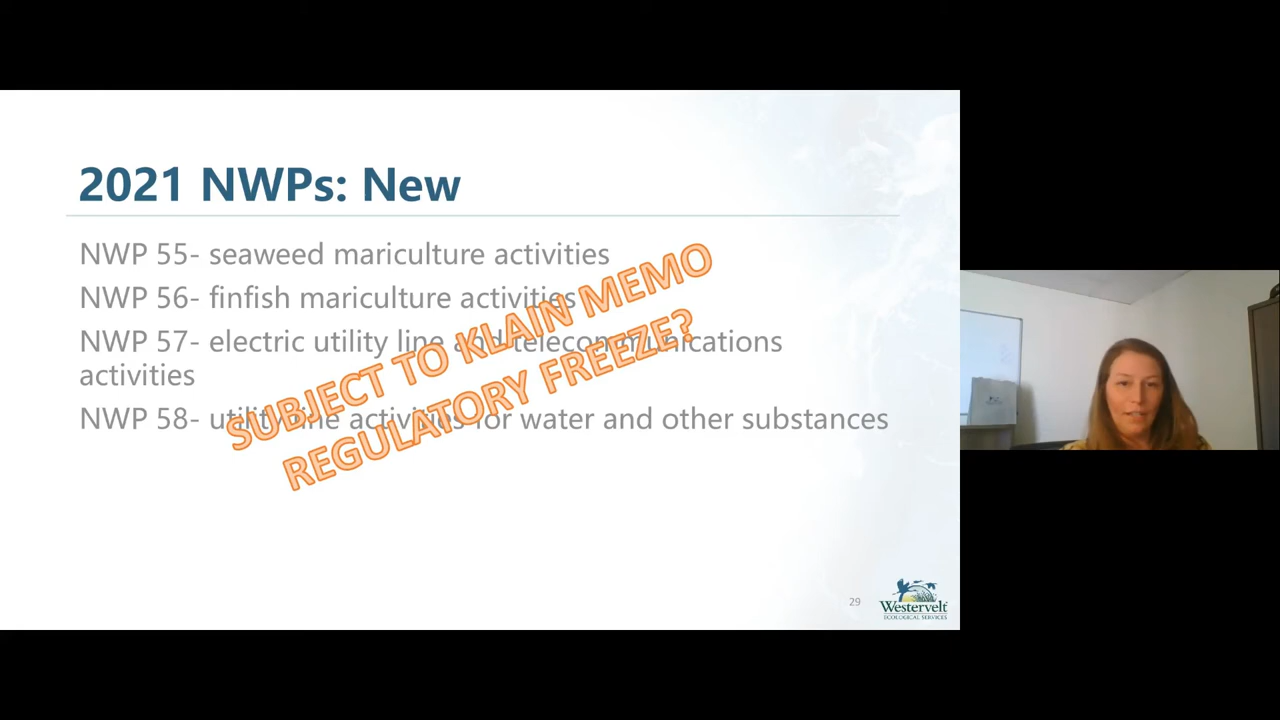 2021 NWPs: New
NWP 55- seaweed mariculture activities
NWP 56- finfish mariculture activities
NWP 57- electric utility line and telecommunications
activities
NWP 58- utility line activities for water and other substances
SUBJECT TO KLAIN MEMO
REGULATORY FREEZE?
29
Westervelt
ECOLOGICAL SERVICES